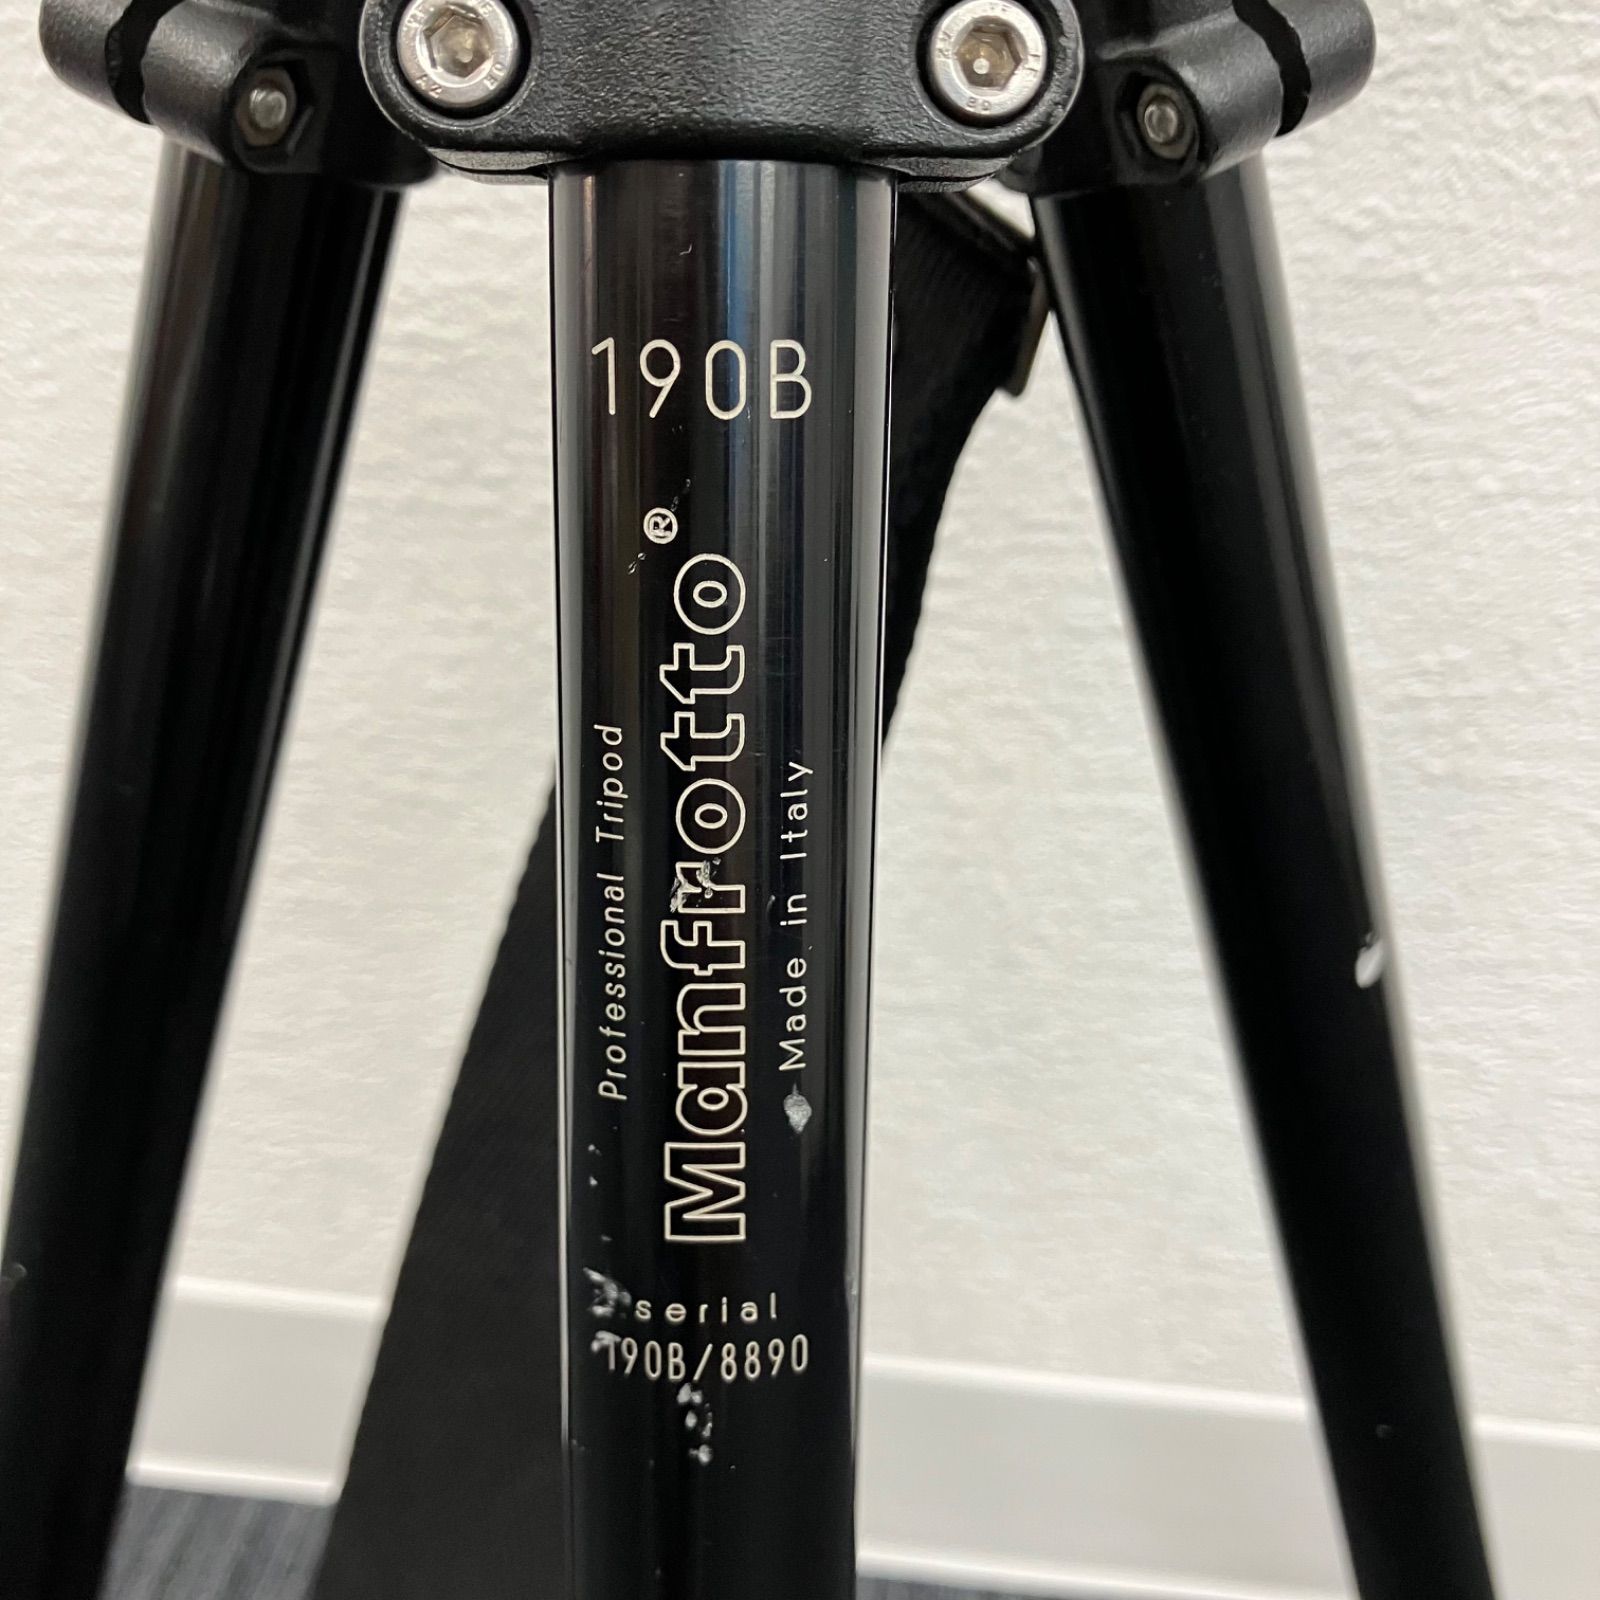 190B
Professional Tripod
Manfrotto®
Made in Italy
serial
190B/8890